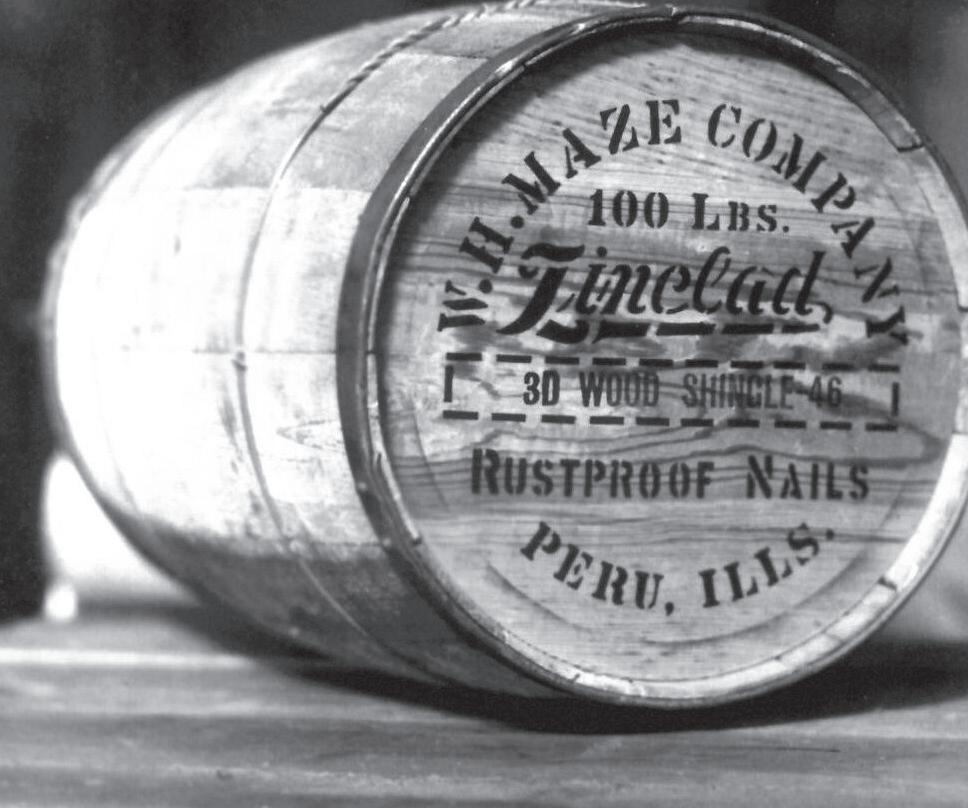 W.H. MAZE COMPANY
100 LBS.
Zinclad
3D WOOD SHINGLE-46
RUSTPROOF NAILS
PERU, ILLS.